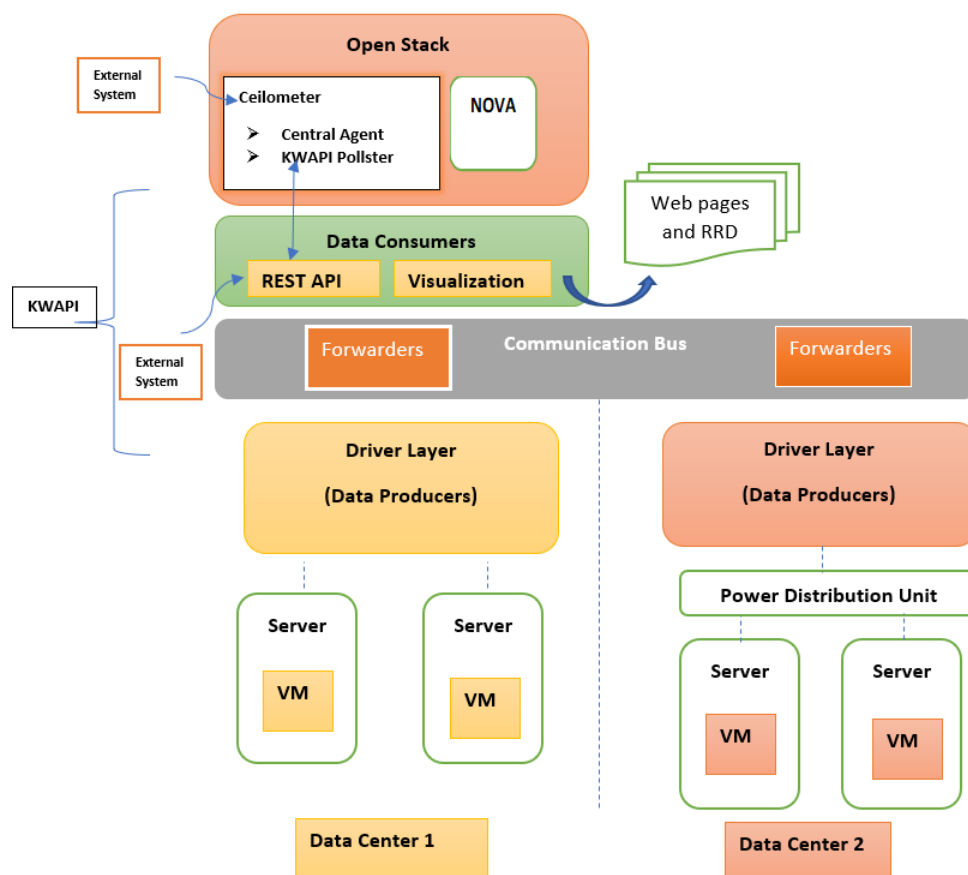 Open Stack
External
System
Ceilometer
Central Agent
KWAPI Pollster
NOVA
Web pages
and RRD
Data Consumers
REST API
Visualization
KWAPI
External
System
Forwarders
Communication Bus
Forwarders
Driver Layer
(Data Producers)
Driver Layer
(Data Producers)
Power Distribution Unit
Server
VM
Server
VM
Server
VM
Server
VM
Data Center 1
Data Center 2